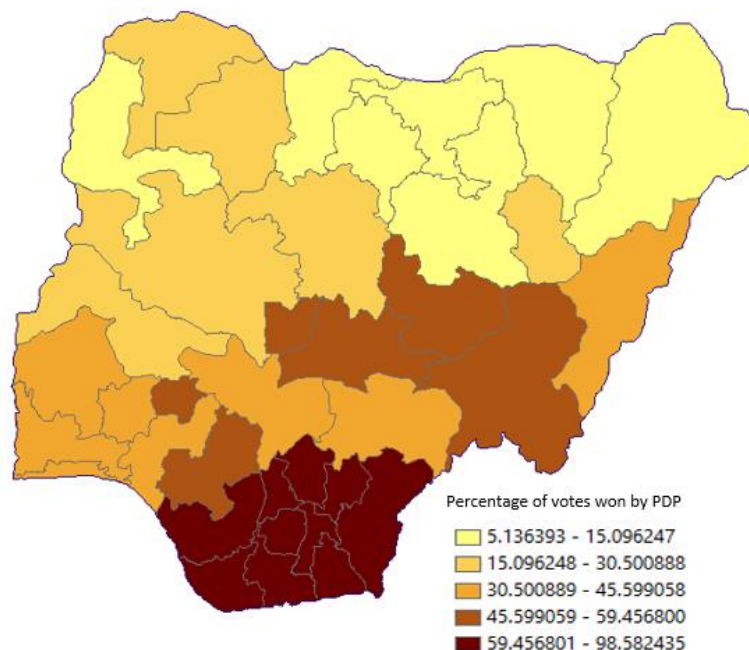 Percentage of votes won by PDP
5.136393 - 15.096247
15.096248 - 30.500888
30.500889 - 45.599058
45.599059 - 59.456800
59.456801 - 98.582435